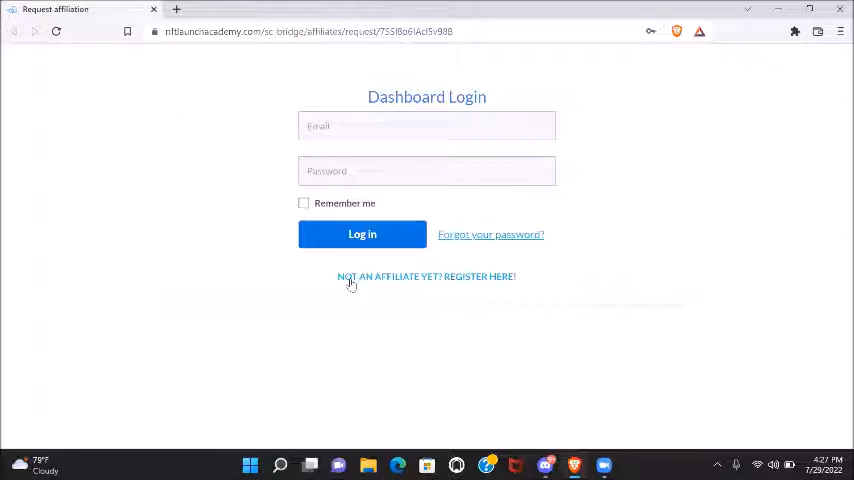 Request affiliation
nftlaunchacademy.com/sc-bridge/affiliates/request/
Dashboard Login
Email
Password
Remember me
Log in
Forgot your password?
NOT AN AFFILIATE YET? REGISTER HERE!
79°F
Cloudy
4:27 PM
7/29/2022